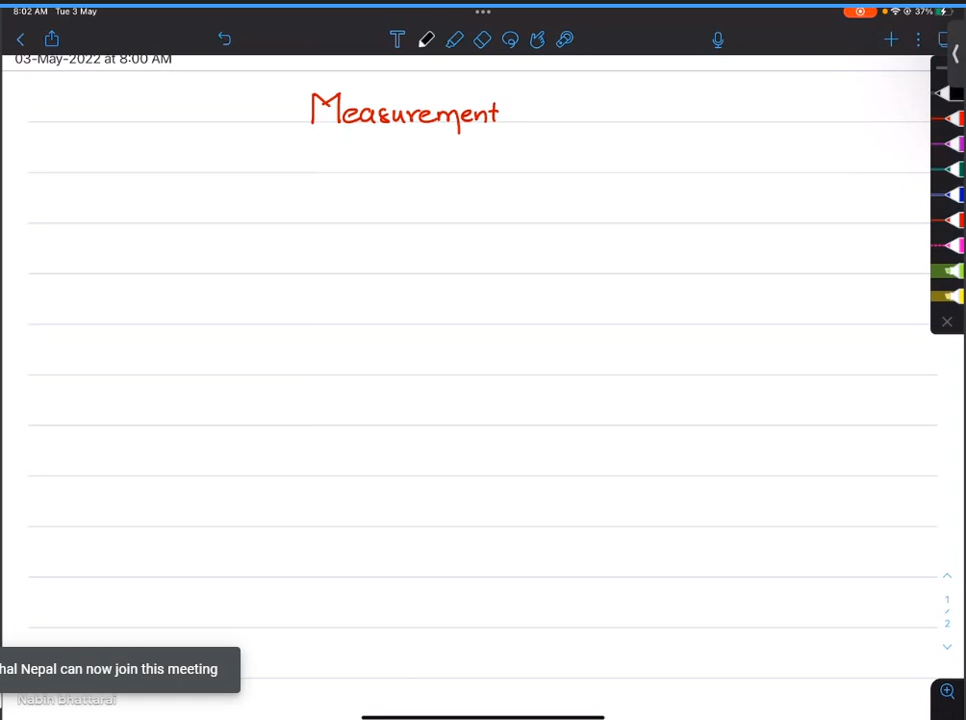 8:02 AM Tue 3 May
37%
03-May-2022 at 8:00 AM
Measurement
1
2
hal Nepal can now join this meeting
Nabin Bhattarai